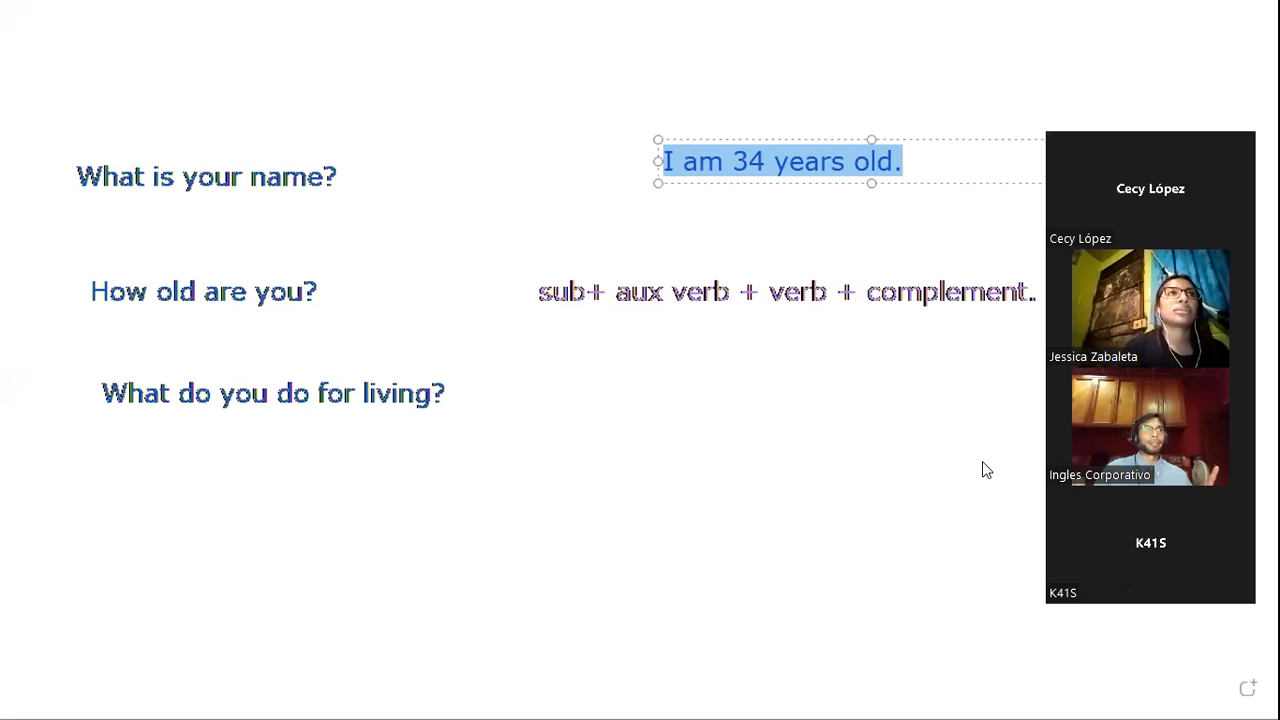 What is your name?
I am 34 years old.
How old are you?
sub+ aux verb + verb + complement.
What do you do for living?
Cecy López
Cecy López
Jessica Zabaleta
Ingles Corporativo
K41S
K41S